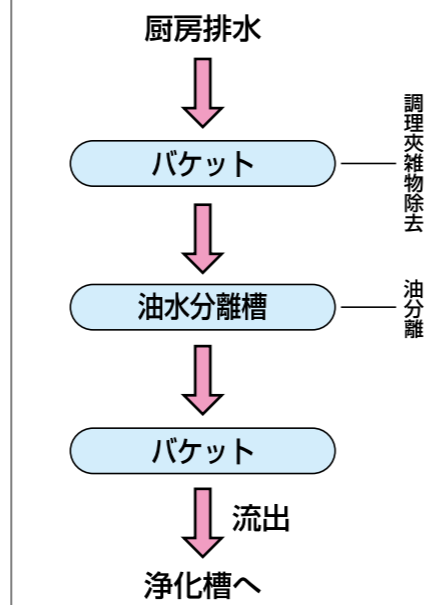 厨房排水
バケット
調理夾雑物除去
油水分離槽
油分離
バケット
流出
浄化槽へ